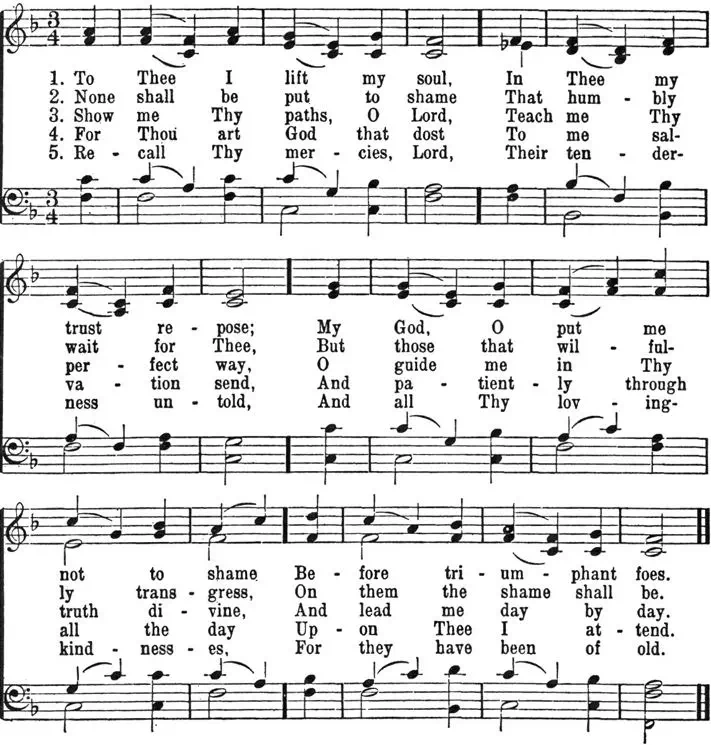 3
4
1. To Thee I lift my soul, In Thee my
2. None shall be put to shame That hum - bly
3. Show me Thy paths, O Lord, Teach me Thy
4. For Thou art God that dost To me sal-
5. Re - call Thy mer - cies, Lord, Their ten - der-
3
4
trust re - pose; My God, O put me
wait for Thee, But those that wil - ful-
per - fect way, O guide me in Thy
va - tion send, And pa - tient - ly through
ness un - told, And all Thy lov - ing-
not to shame Be - fore tri - um - phant foes.
ly trans - gress, On them the shame shall be.
truth di - vine, And lead me day by day.
all the day Up - on Thee I at - tend.
kind - ness - es, For they have been of old.